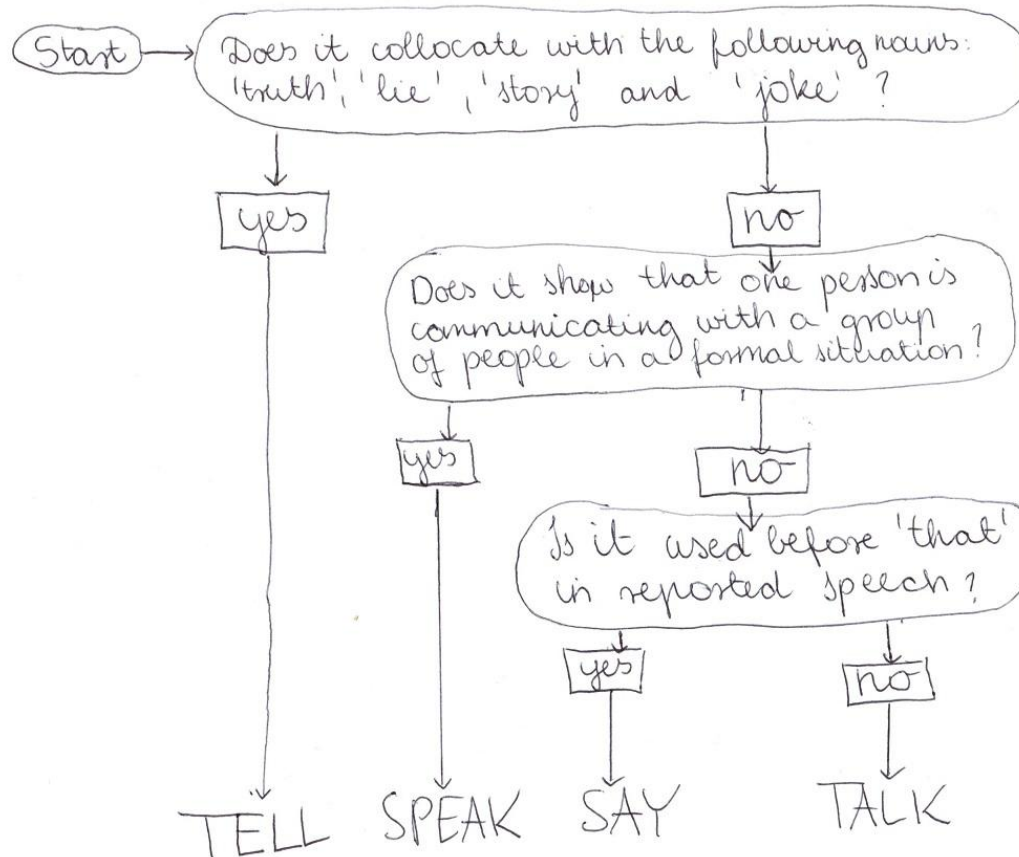 Start
Does it collocate with the following nouns:
'truth', 'lie', 'story' and 'joke'?
yes
no
Does it show that one person is
communicating with a group
of people in a formal situation?
yes
no
Is it used before 'that'
in reported speech?
yes
no
TELL
SPEAK
SAY
TALK